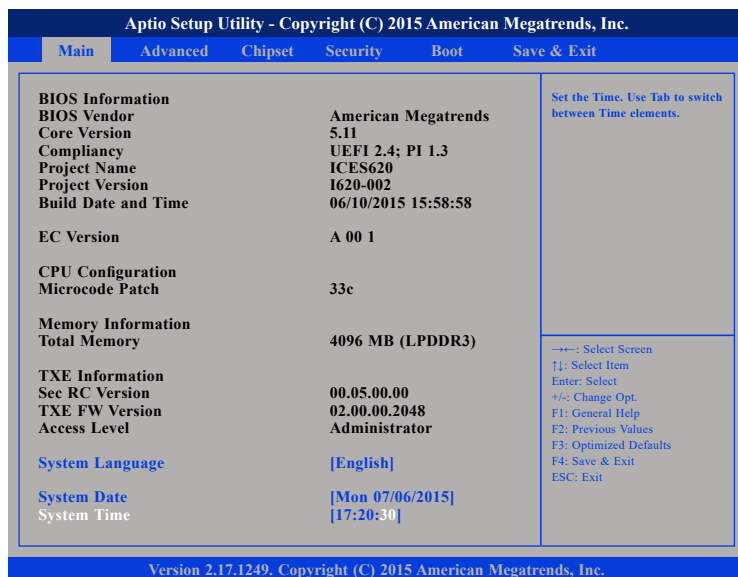 Aptio Setup Utility - Copyright (C) 2015 American Megatrends, Inc.
Main Advanced Chipset Security Boot Save & Exit
BIOS Information
BIOS Vendor American Megatrends
Core Version 5.11
Compliancy UEFI 2.4; PI 1.3
Project Name ICES620
Project Version I620-002
Build Date and Time 06/10/2015 15:58:58
EC Version A 00 1
CPU Configuration
Microcode Patch 33c
Memory Information
Total Memory 4096 MB (LPDDR3)
TXE Information
Sec RC Version 00.05.00.00
TXE FW Version 02.00.00.2048
Access Level Administrator
System Language [English]
System Date [Mon 07/06/2015]
System Time [17:20:30]
Set the Time. Use Tab to switch
between Time elements.
→←: Select Screen
↑↓: Select Item
Enter: Select
+/-: Change Opt.
F1: General Help
F2: Previous Values
F3: Optimized Defaults
F4: Save & Exit
ESC: Exit
Version 2.17.1249. Copyright (C) 2015 American Megatrends, Inc.